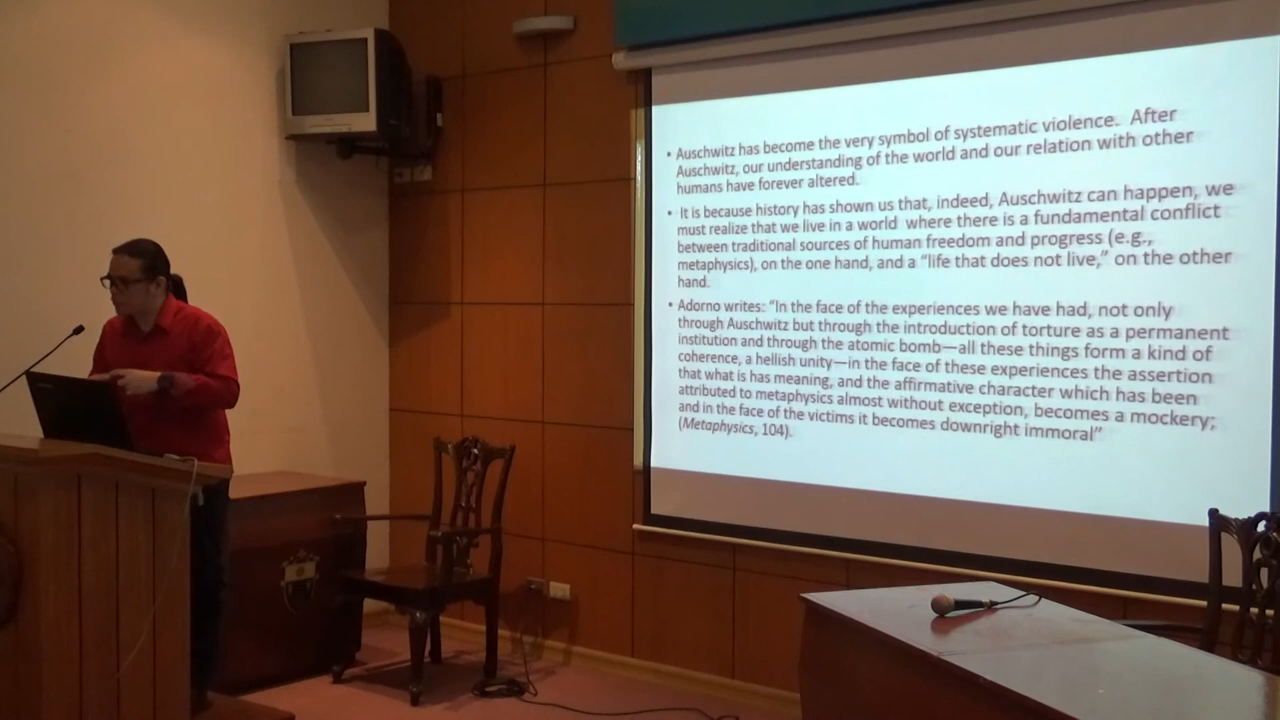 • Auschwitz has become the very symbol of systematic violence. After
Auschwitz, our understanding of the world and our relation with other
humans have forever altered.
• It is because history has shown us that, indeed, Auschwitz can happen, we
must realize that we live in a world where there is a fundamental conflict
between traditional sources of human freedom and progress (e.g.,
metaphysics), on the one hand, and a “life that does not live,” on the other
hand.
• Adorno writes: “In the face of the experiences we have had, not only
through Auschwitz but through the introduction of torture as a permanent
institution and through the atomic bomb—all these things form a kind of
coherence, a hellish unity—in the face of these experiences the assertion
that what is has meaning, and the affirmative character which has been
attributed to metaphysics almost without exception, becomes a mockery;
and in the face of the victims it becomes downright immoral”
(Metaphysics, 104).